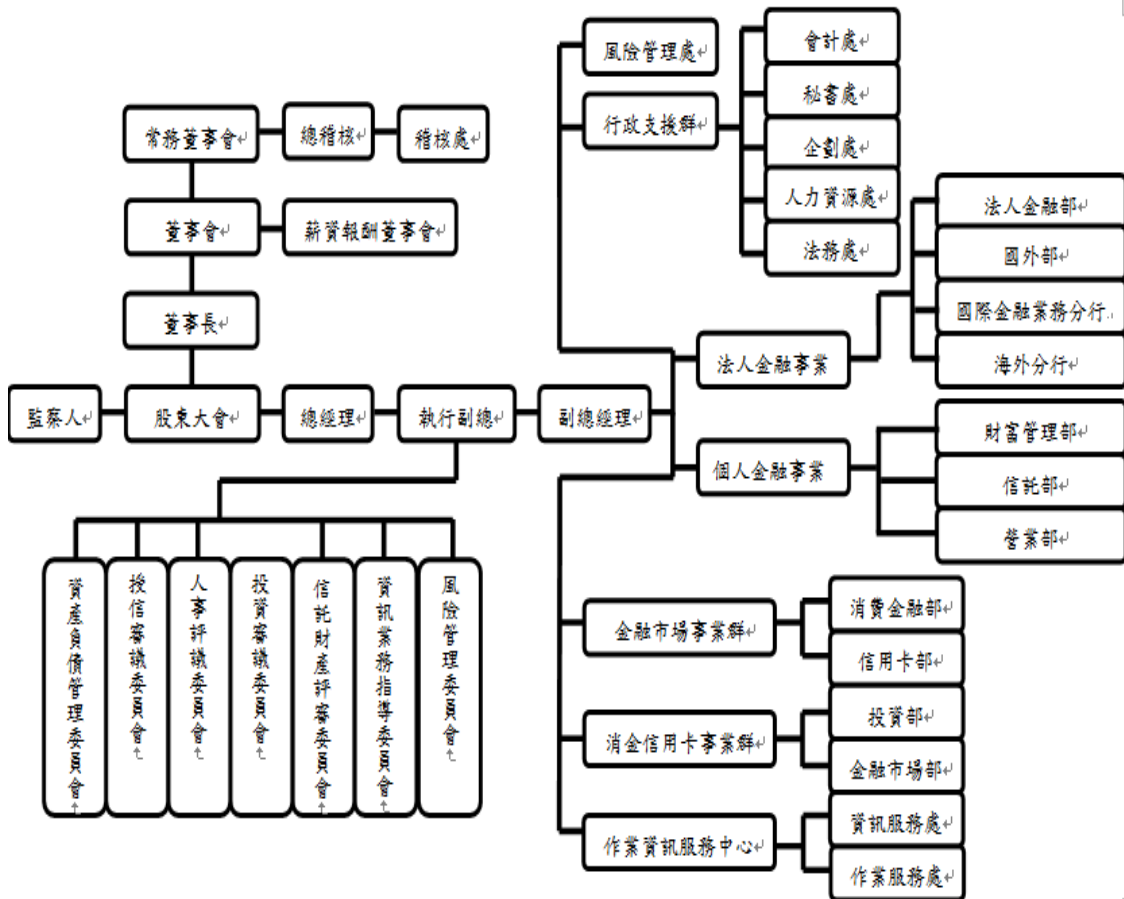 風險管理處
行政支援群
會計處
秘書處
企劃處
人力資源處
法務處
常務董事會
總稽核
稽核處
董事會
薪資報酬董事會
董事長
監察人
股東大會
總經理
執行副總
副總經理
法人金融事業
法人金融部
國外部
國際金融業務分行
海外分行
個人金融事業
財富管理部
信託部
營業部
資產負債管理委員會
授信審議委員會
人事評議委員會
投資審議委員會
信託財產評審委員會
資訊業務指導委員會
風險管理委員會
金融市場事業群
消費金融部
信用卡部
消金信用卡事業群
投資部
金融市場部
作業資訊服務中心
資訊服務處
作業服務處